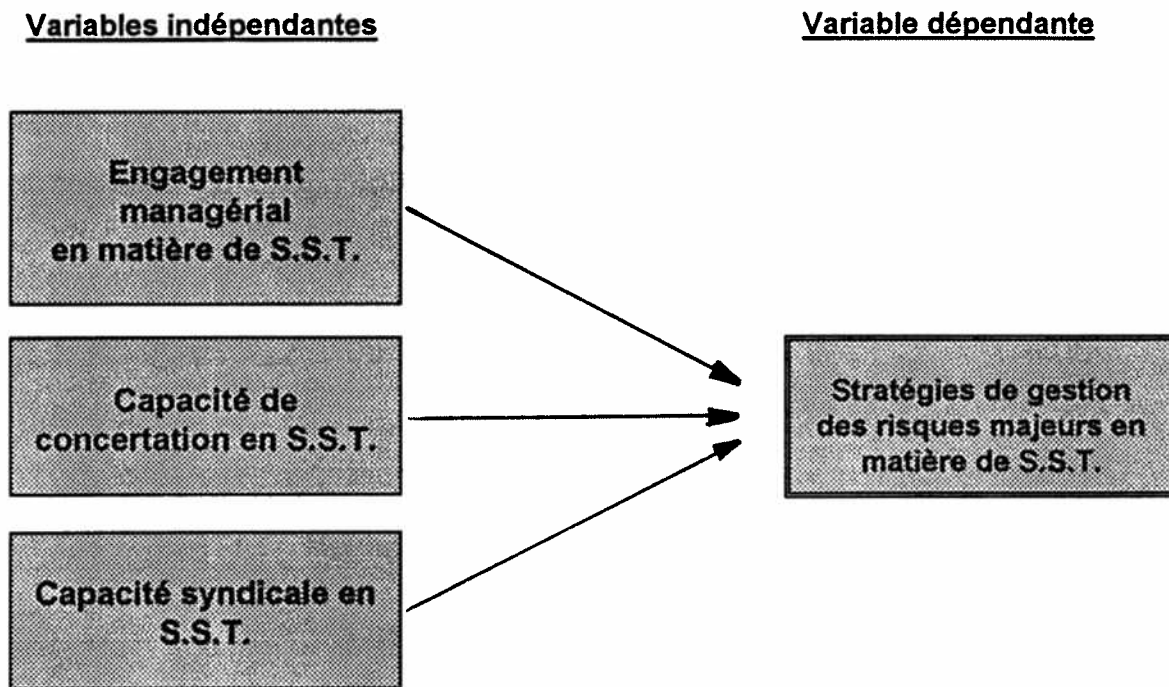 Variables indépendantes
Variable dépendante
Engagement
managérial
en matière de S.S.T.
Capacité de
concertation en S.S.T.
Capacité syndicale en
S.S.T.
Stratégies de gestion
des risques majeurs en
matière de S.S.T.